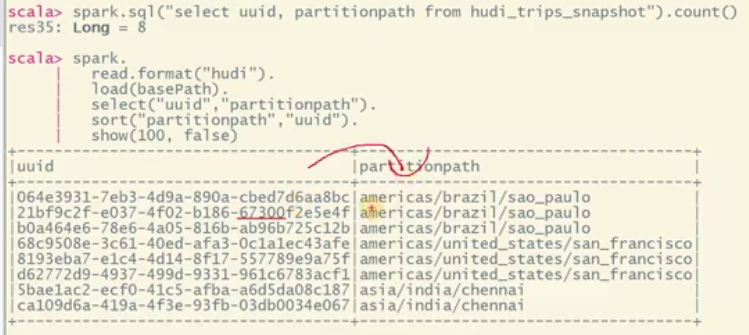 scala> spark.sql("select uuid, partitionpath from hudi_trips_snapshot").count()
res35: Long = 8
scala> spark.
| read.format("hudi").
| load(basePath).
| select("uuid","partitionpath").
| sort("partitionpath","uuid").
| show(100, false)
+------------------------------------+------------------------------------+
|uuid |partitionpath |
+------------------------------------+------------------------------------+
|064e3931-7eb3-4d9a-890a-cbed7d6aa8bc|americas/brazil/sao_paulo |
|21bf9c2f-e037-4f02-b186-67300f2e5e4f|americas/brazil/sao_paulo |
|b0a464e6-78e6-4a05-816b-ab96b725c12b|americas/brazil/sao_paulo |
|68c9508e-3c61-40ed-afa3-0c1a1ec43afe|americas/united_states/san_francisco|
|8193eba7-e1c4-4d14-8f17-557789e9a75f|americas/united_states/san_francisco|
|d62772d9-4937-499d-9331-961c6783acf1|americas/united_states/san_francisco|
|5bae1ac2-ecf0-41c5-afba-a6d5da08c187|asia/india/chennai |
|ca109d6a-419a-4f3e-93fb-03db0034e067|asia/india/chennai |
+------------------------------------+------------------------------------+